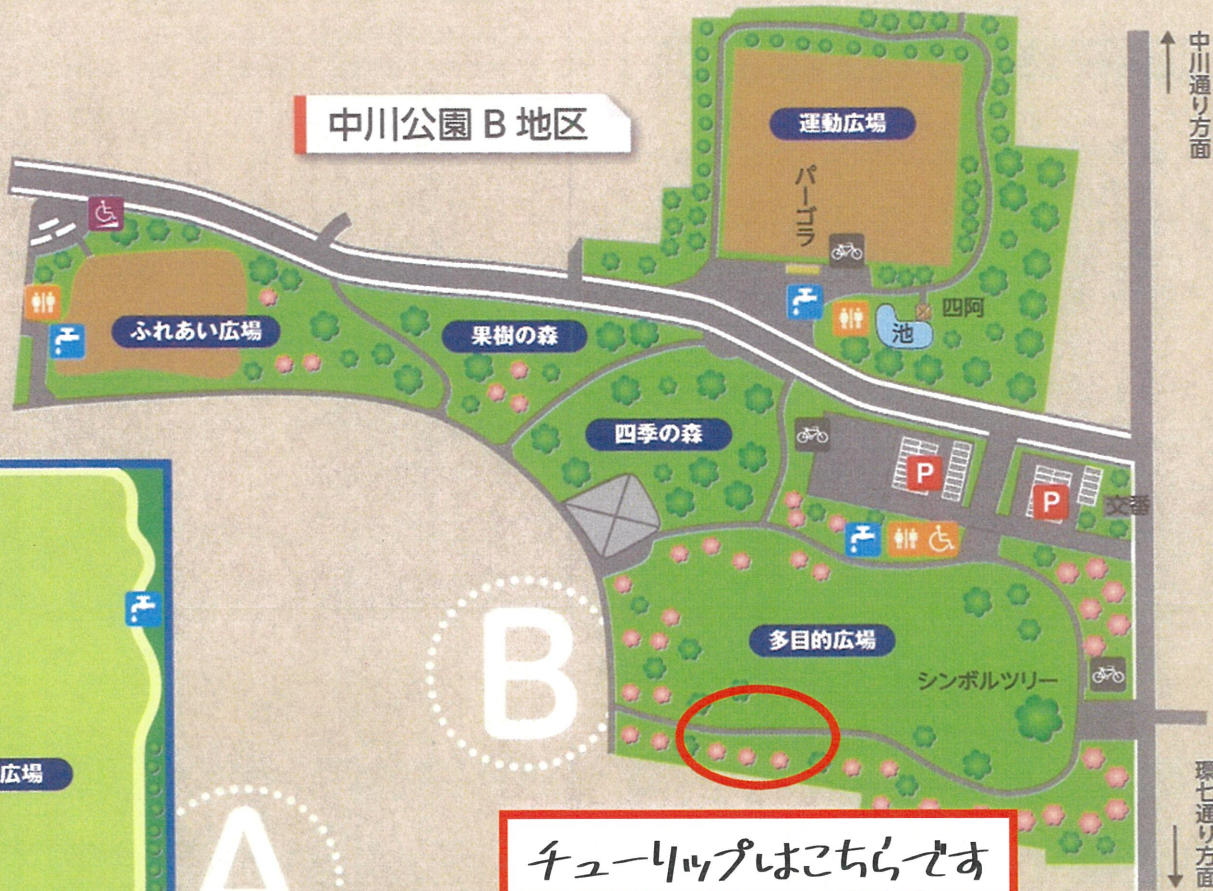 中川公園 B 地区
中川通り方面
運動広場
パーゴラ
四阿
池
ふれあい広場
果樹の森
四季の森
P
P
交番
多目的広場
シンボルツリー
B
広場
A
環七通り方面
チューリップはこちらです